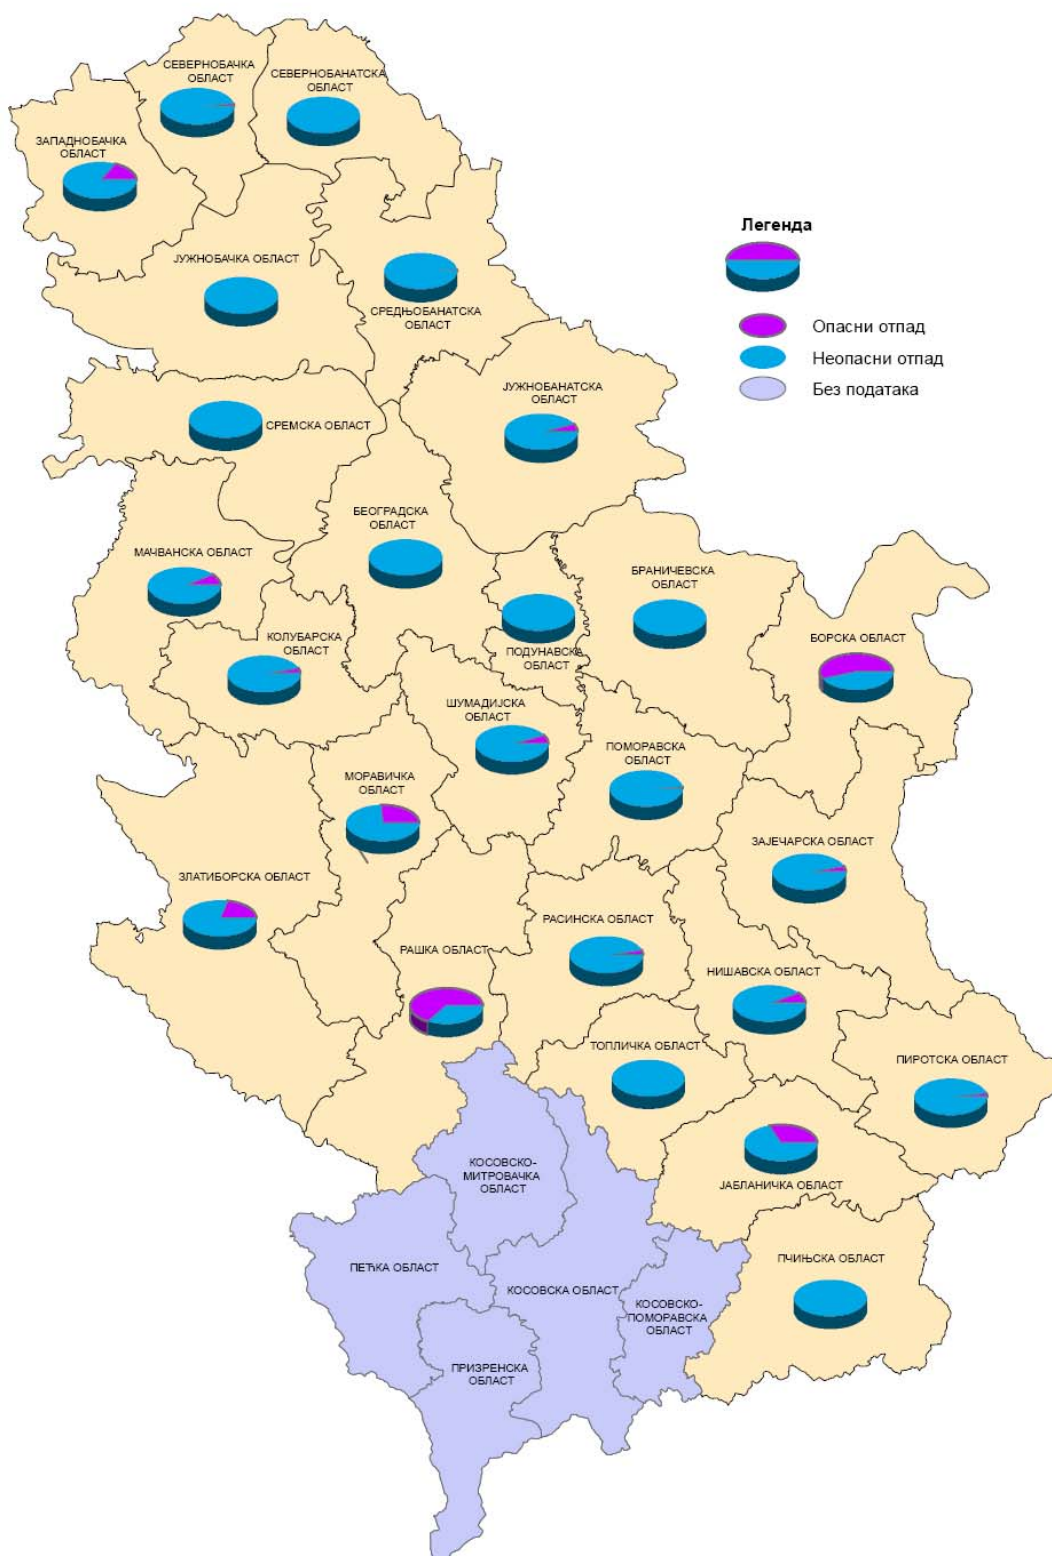 СЕВЕРНОБАЧКА
ОБЛАСТ
СЕВЕРНОБАНАТСКА
ОБЛАСТ
ЗАПАДНОБАЧКА
ОБЛАСТ
Легенда
ЈУЖНОБАЧКА ОБЛАСТ
СРЕДЊОБАНАТСКА
ОБЛАСТ
Опасни отпад
Неопасни отпад
Без података
ЈУЖНОБАНАТСКА
ОБЛАСТ
СРЕМСКА ОБЛАСТ
БЕОГРАДСКА
ОБЛАСТ
МАЧВАНСКА ОБЛАСТ
БРАНИЧЕВСКА
ОБЛАСТ
КОЛУБАРСКА
ОБЛАСТ
ПОДУНАВСКА
ОБЛАСТ
БОРСКА ОБЛАСТ
ШУМАДИЈСКА
ОБЛАСТ
ПОМОРАВСКА
ОБЛАСТ
МОРАВИЧКА
ОБЛАСТ
ЗАЈЕЧАРСКА ОБЛАСТ
ЗЛАТИБОРСКА ОБЛАСТ
РАСИНСКА ОБЛАСТ
РАШКА ОБЛАСТ
НИШАВСКА ОБЛАСТ
ТОПЛИЧКА ОБЛАСТ
ПИРОТСКА ОБЛАСТ
КОСОВСКО-
МИТРОВАЧКА
ОБЛАСТ
ЈАБЛАНИЧКА ОБЛАСТ
ПЕЋКА ОБЛАСТ
КОСОВСКА ОБЛАСТ
КОСОВСКО-
ПОМОРАВСКА
ОБЛАСТ
ПЧИЊСКА ОБЛАСТ
ПРИЗРЕНСКА
ОБЛАСТ